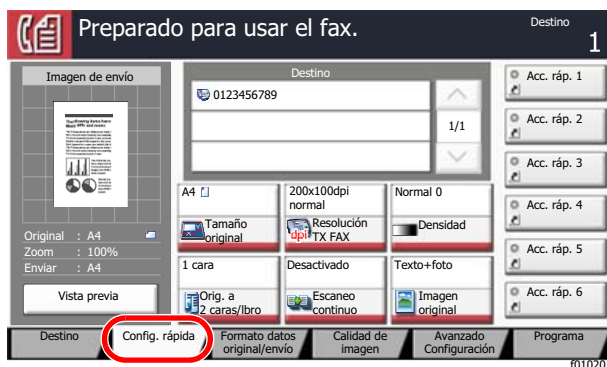 Preparado para usar el fax.
Destino
1
Imagen de envío
Original : A4
Zoom : 100%
Enviar : A4
Vista previa
Destino
0123456789
1/1
A4
Tamaño
original
200x100dpi
normal
dpi
Resolución
TX FAX
Normal 0
Densidad
1 cara
Orig. a
2 caras/lbro
Desactivado
Escaneo
continuo
Texto+foto
Imagen
original
Acc. ráp. 1
Acc. ráp. 2
Acc. ráp. 3
Acc. ráp. 4
Acc. ráp. 5
Acc. ráp. 6
Destino
Config. rápida
Formato datos
original/envío
Calidad de
imagen
Avanzado
Configuración
Programa
f01020